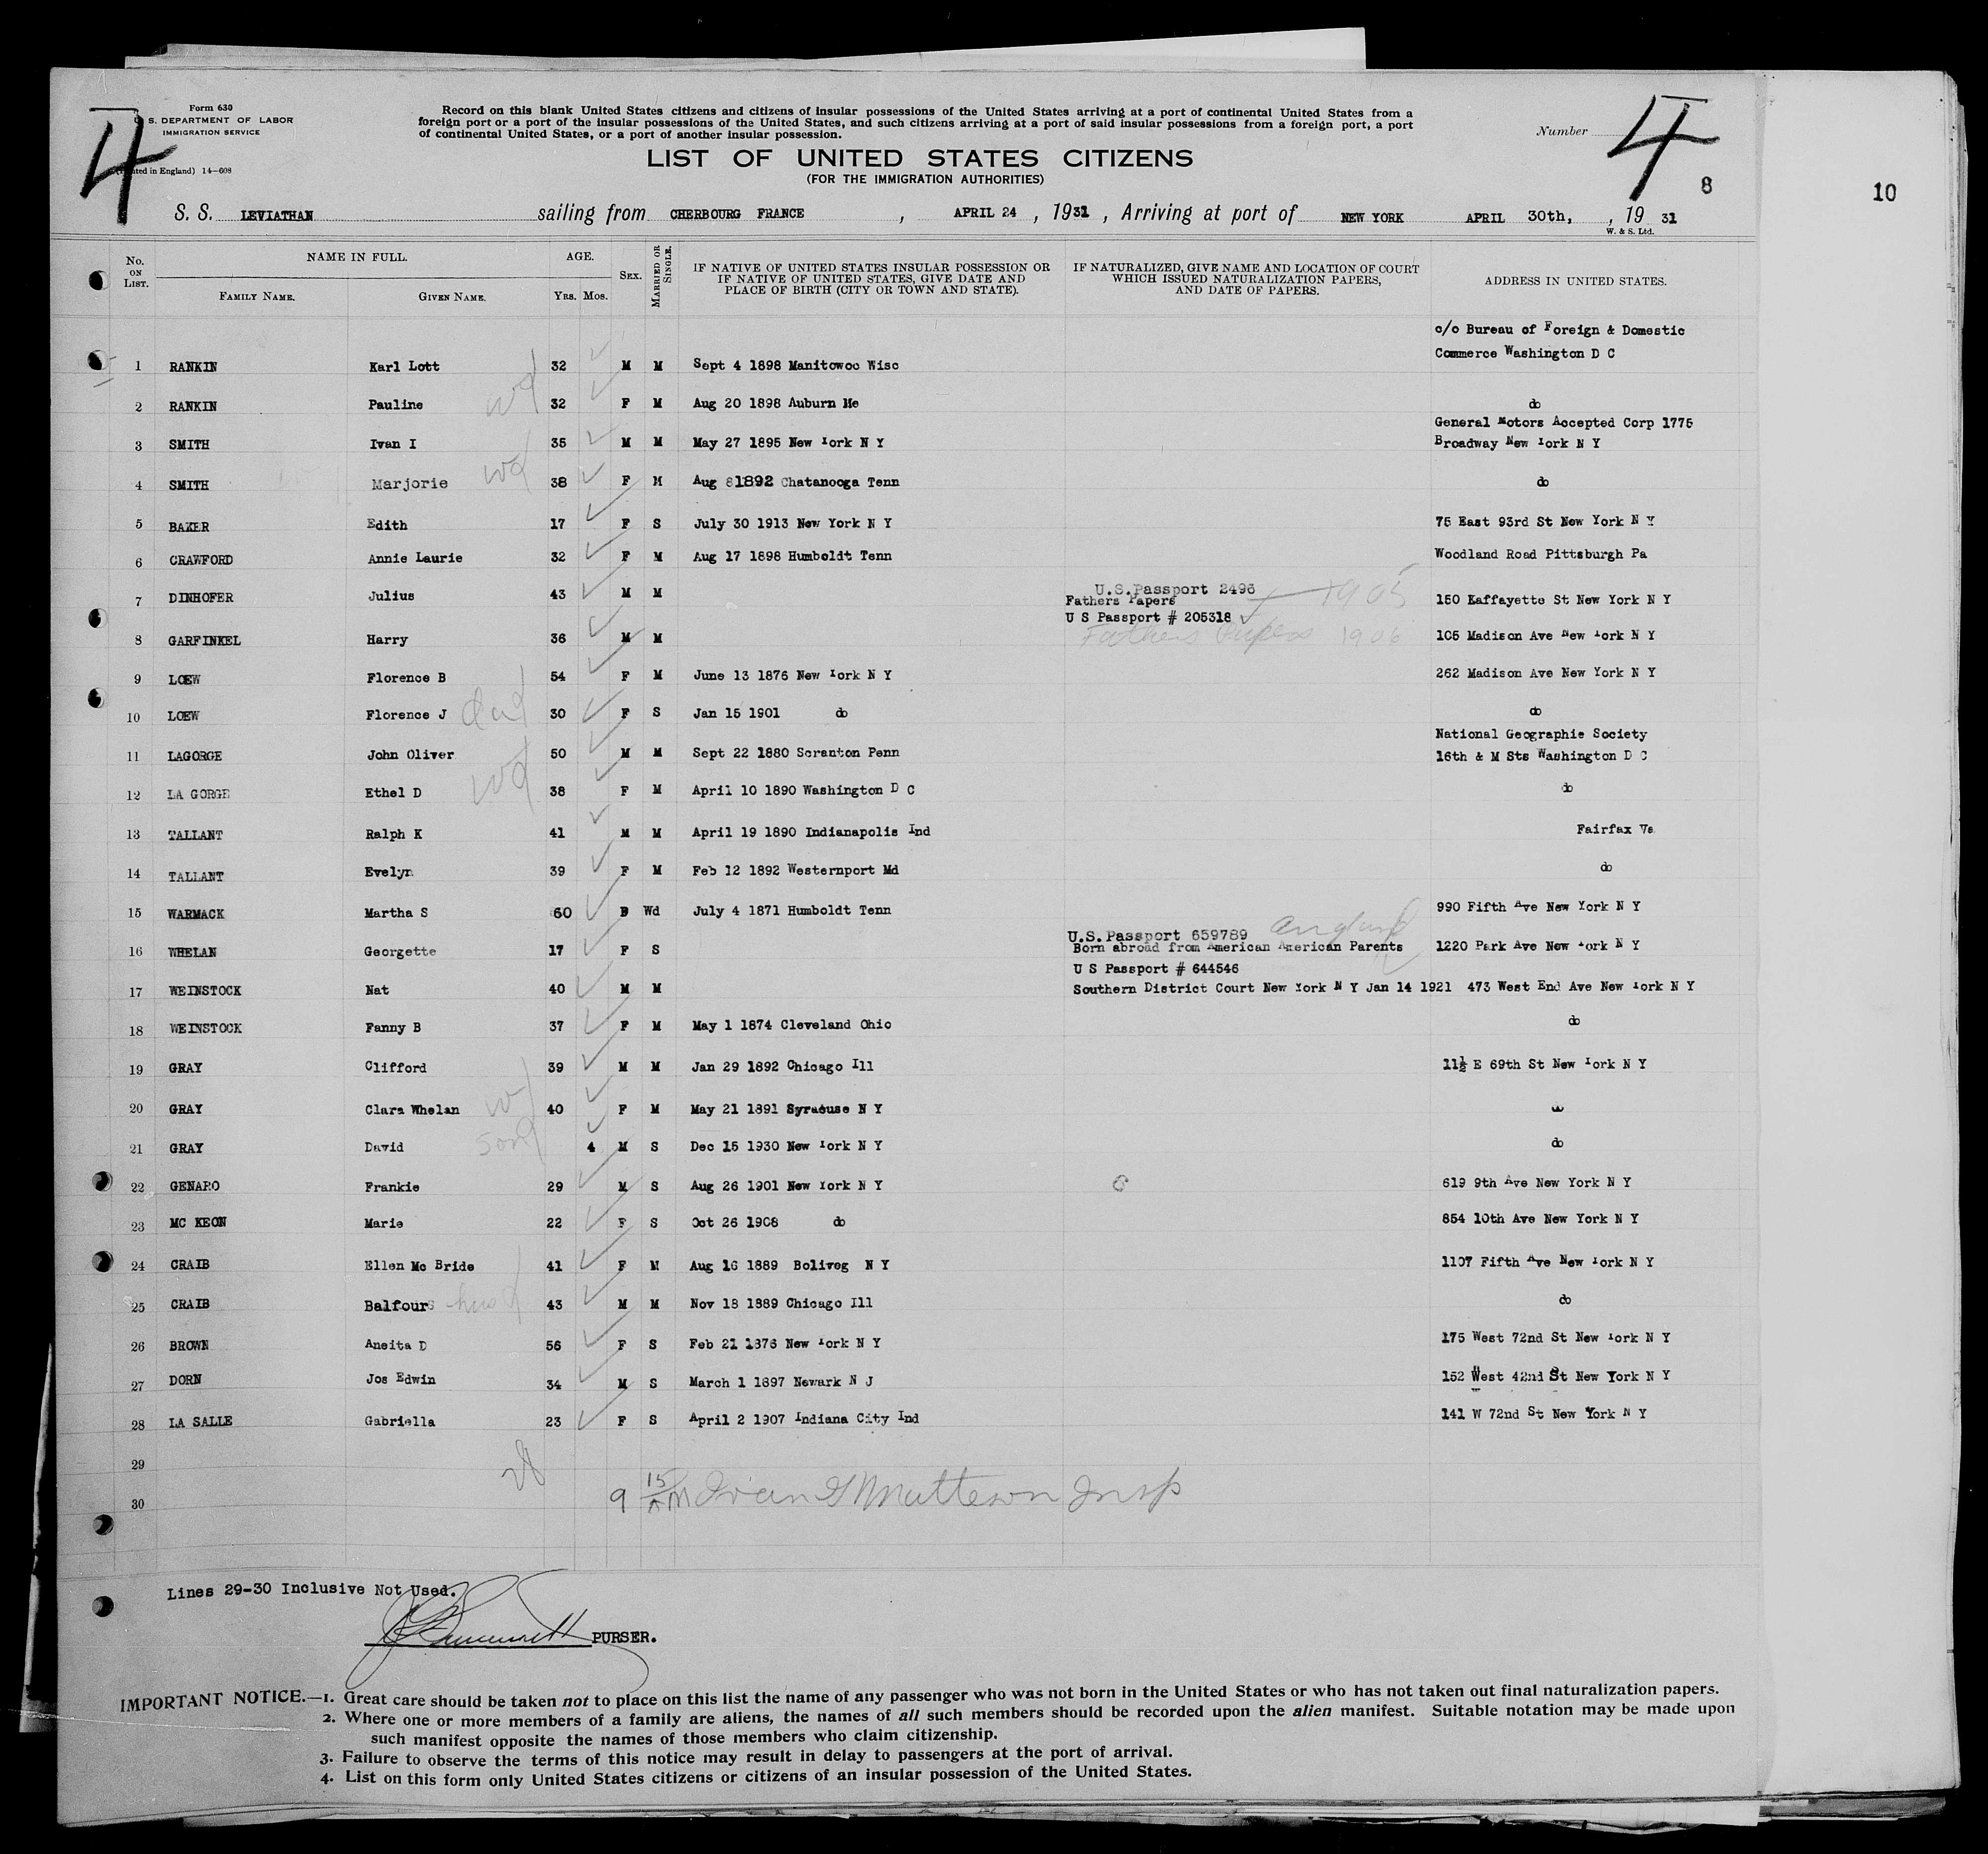 4
Form 630
U. S. DEPARTMENT OF LABOR
IMMIGRATION SERVICE
(Printed in England) 14—608
Record on this blank United States citizens and citizens of insular possessions of the United States arriving at a port of continental United States from a
foreign port or a port of the insular possessions of the United States, and such citizens arriving at a port of said insular possessions from a foreign port, a port
of continental United States, or a port of another insular possession.
LIST OF UNITED STATES CITIZENS
(FOR THE IMMIGRATION AUTHORITIES)
Number 4
8
10
S. S. LEVIATHAN sailing from CHERBOURG FRANCE, APRIL 24, 1931, Arriving at port of NEW YORK APRIL 30th, , 19 31
W. & S. Ltd.
No. ON LIST. NAME IN FULL. FAMILY NAME. GIVEN NAME. AGE. YRS. MOS. SEX. MARRIED OR SINGLE. IF NATIVE OF UNITED STATES INSULAR POSSESSION OR IF NATIVE OF UNITED STATES, GIVE DATE AND PLACE OF BIRTH (CITY OR TOWN AND STATE). IF NATURALIZED, GIVE NAME AND LOCATION OF COURT WHICH ISSUED NATURALIZATION PAPERS, AND DATE OF PAPERS. ADDRESS IN UNITED STATES.
c/o Bureau of Foreign & Domestic
1 RANKIN Karl Lott 32 M M Sept 4 1898 Manitowoc Wisc Commerce Washington D C
2 RANKIN Pauline wf 32 F M Aug 20 1898 Auburn Me do
General Motors Accepted Corp 1775
3 SMITH Ivan I 35 M M May 27 1895 New York N Y Broadway New York N Y
4 SMITH Marjorie wf 38 F M Aug 8 1892 Chatanooga Tenn do
5 BAKER Edith 17 F S July 30 1913 New York N Y 75 East 93rd St New York N Y
6 CRAWFORD Annie Laurie 32 F M Aug 17 1898 Humboldt Tenn Woodland Road Pittsburgh Pa
U.S.Passport 2496
7 DINHOFER Julius 43 M M Fathers Papers 1905 150 Kaffayette St New York N Y
US Passport # 205318
8 GARFINKEL Harry 36 M M Fathers Papers 1906 105 Madison Ave New York N Y
9 LOEW Florence B 54 F M June 13 1876 New York N Y 262 Madison Ave New York N Y
10 LOEW Florence J dau 30 F S Jan 15 1901 do do
National Geographie Society
11 LAGORGE John Oliver 50 M M Sept 22 1880 Scranton Penn 16th & M Sts Washington D C
12 LA GORGE Ethel D wf 38 F M April 10 1890 Washington D C do
13 TALLANT Ralph K 41 M M April 19 1890 Indianapolis Ind Fairfax Va
14 TALLANT Evelyn 39 F M Feb 12 1892 Westernport Md do
15 WARMACK Martha S 60 Wd July 4 1871 Humboldt Tenn 990 Fifth Ave New York N Y
U.S.Passport 659789 England
16 WHELAN Georgette 17 F S Born abroad from American American Parents 1220 Park Ave New York N Y
U S Passport # 644546
17 WEINSTOCK Nat 40 M M Southern District Court New York N Y Jan 14 1921 473 West End Ave New York N Y
18 WEINSTOCK Fanny B 37 F M May 1 1874 Cleveland Ohio do
19 GRAY Clifford 39 M M Jan 29 1892 Chicago Ill 11½ E 69th St New York N Y
20 GRAY Clara Whelan w 40 F M May 21 1891 Syracuse N Y do
21 GRAY David son 4 M S Dec 15 1930 New York N Y do
22 GENARO Frankie 29 M S Aug 26 1901 New York N Y 619 9th Ave New York N Y
23 MC KEON Marie 22 F S Oct 26 1908 do 854 10th Ave New York N Y
24 CRAIB Ellen Mc Bride 41 F M Aug 16 1889 Boliveg N Y 1107 Fifth Ave New York N Y
25 CRAIB Balfour husd 43 M M Nov 18 1889 Chicago Ill do
26 BROWN Aneita D 56 F S Feb 21 1876 New York N Y 175 West 72nd St New York N Y
27 DORN Jos Edwin 34 M S March 1 1897 Newark N J 152 West 42nd St New York N Y
28 LA SALLE Gabriella 23 F S April 2 1907 Indiana City Ind 141 W 72nd St New York N Y
29
28
30 9 15/AM Ivan G Matteson Insp
Lines 29-30 Inclusive Not Used.
PURSER.
IMPORTANT NOTICE.—1. Great care should be taken not to place on this list the name of any passenger who was not born in the United States or who has not taken out final naturalization papers.
2. Where one or more members of a family are aliens, the names of all such members should be recorded upon the alien manifest. Suitable notation may be made upon
such manifest opposite the names of those members who claim citizenship.
3. Failure to observe the terms of this notice may result in delay to passengers at the port of arrival.
4. List on this form only United States citizens or citizens of an insular possession of the United States.